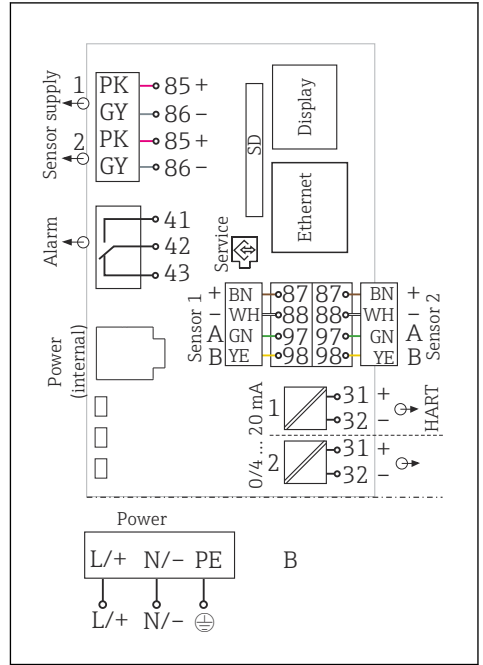 Sensor supply
1 PK 85 +
GY 86 −
2 PK 85 +
GY 86 −
Display
SD
Ethernet
Alarm
41
42
43
Service
Power
(internal)
Sensor 1
+ BN 87 87 BN +
− WH 88 88 WH −
A GN 97 97 GN A
B YE 98 98 YE B
Sensor 2
0/4 ... 20 mA
1 31 +
32 −
HART
2 31 +
32 −
Power
L/+ N/− PE
B
L/+ N/−